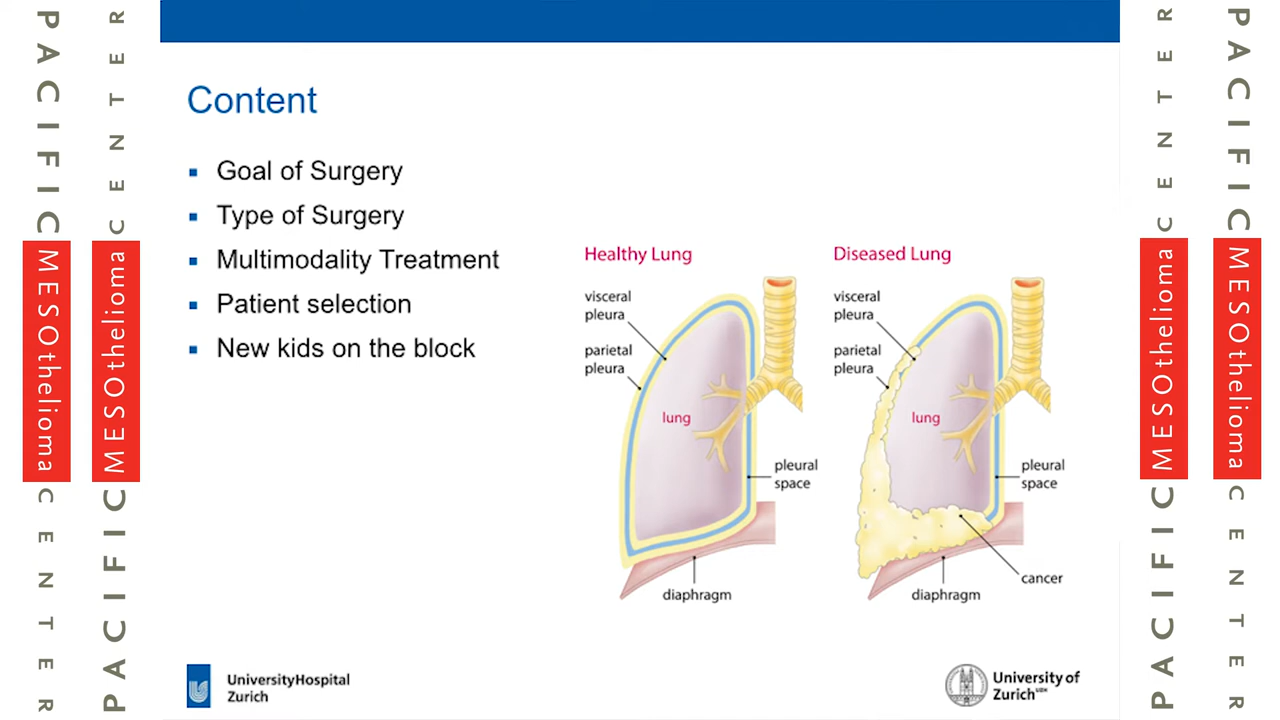 PACIFIC MESOthelioma CENTER
PACIFIC MESOthelioma CENTER
Content
Goal of Surgery
Type of Surgery
Multimodality Treatment
Patient selection
New kids on the block
Healthy Lung
visceral
pleura
parietal
pleura
lung
pleural
space
diaphragm
Diseased Lung
visceral
pleura
parietal
pleura
lung
pleural
space
cancer
diaphragm
UniversityHospital
Zurich
University of
Zurich UZH
PACIFIC MESOthelioma CENTER
PACIFIC MESOthelioma CENTER